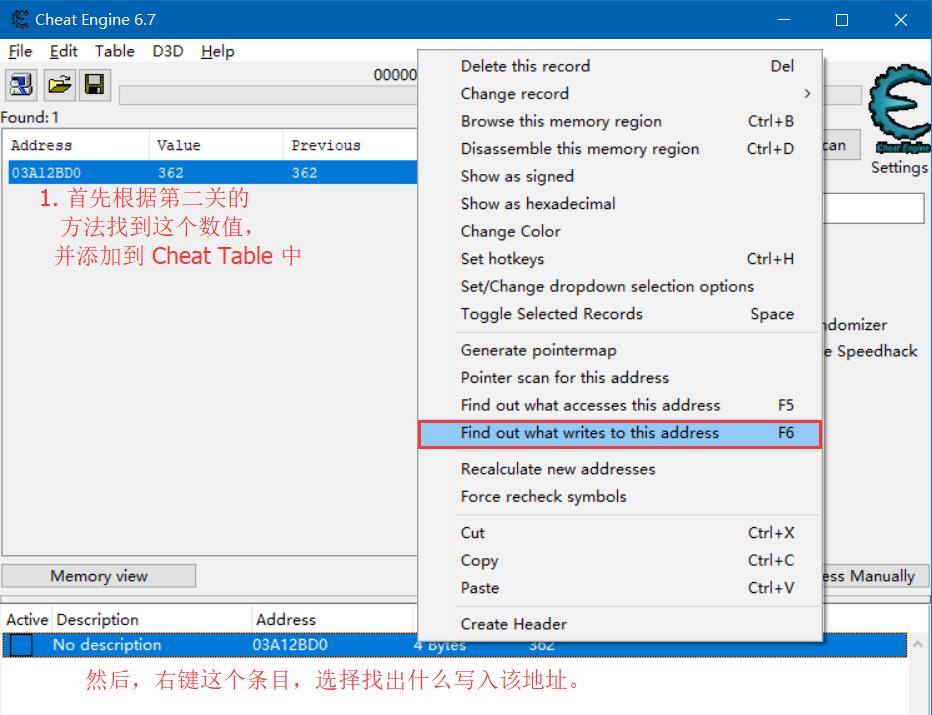 Cheat Engine 6.7
File Edit Table D3D Help
00000
Found: 1
Address Value Previous
03A12BD0 362 362
1. 首先根据第二关的
方法找到这个数值，
并添加到 Cheat Table 中
Delete this record Del
Change record
Browse this memory region Ctrl+B
Disassemble this memory region Ctrl+D
Show as signed
Show as hexadecimal
Change Color
Set hotkeys Ctrl+H
Set/Change dropdown selection options
Toggle Selected Records Space
Generate pointermap
Pointer scan for this address
Find out what accesses this address F5
Find out what writes to this address F6
Recalculate new addresses
Force recheck symbols
Cut Ctrl+X
Copy Ctrl+C
Paste Ctrl+V
Create Header
can
Cheat Engine
Settings
ndomizer
e Speedhack
Memory view
ess Manually
Active Description Address
No description 03A12BD0 4 Bytes 362
然后，右键这个条目，选择找出什么写入该地址。